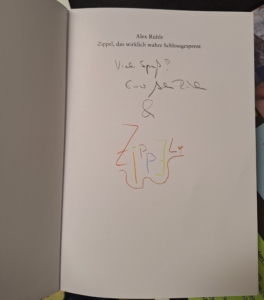 Alex Rühle
Zippel, das wirklich wahre Schlossgespenst
Viel Spaß!
&
Zippel